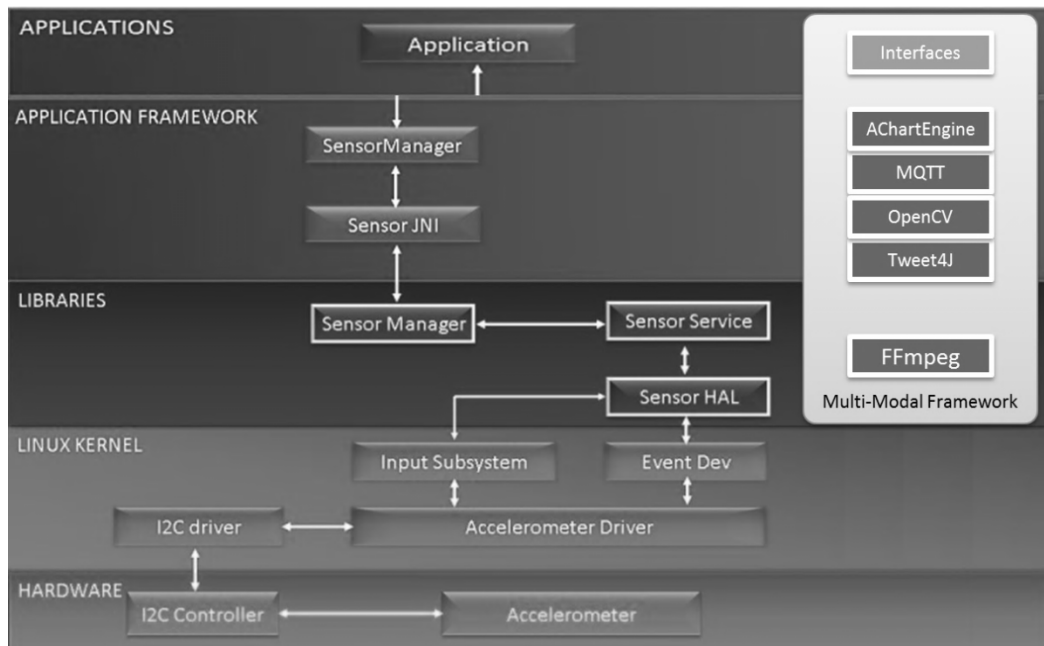 APPLICATIONS
Application
APPLICATION FRAMEWORK
SensorManager
Sensor JNI
LIBRARIES
Sensor Manager
Sensor Service
Sensor HAL
LINUX KERNEL
Input Subsystem
Event Dev
I2C driver
Accelerometer Driver
HARDWARE
I2C Controller
Accelerometer
Interfaces
AChartEngine
MQTT
OpenCV
Tweet4J
FFmpeg
Multi-Modal Framework